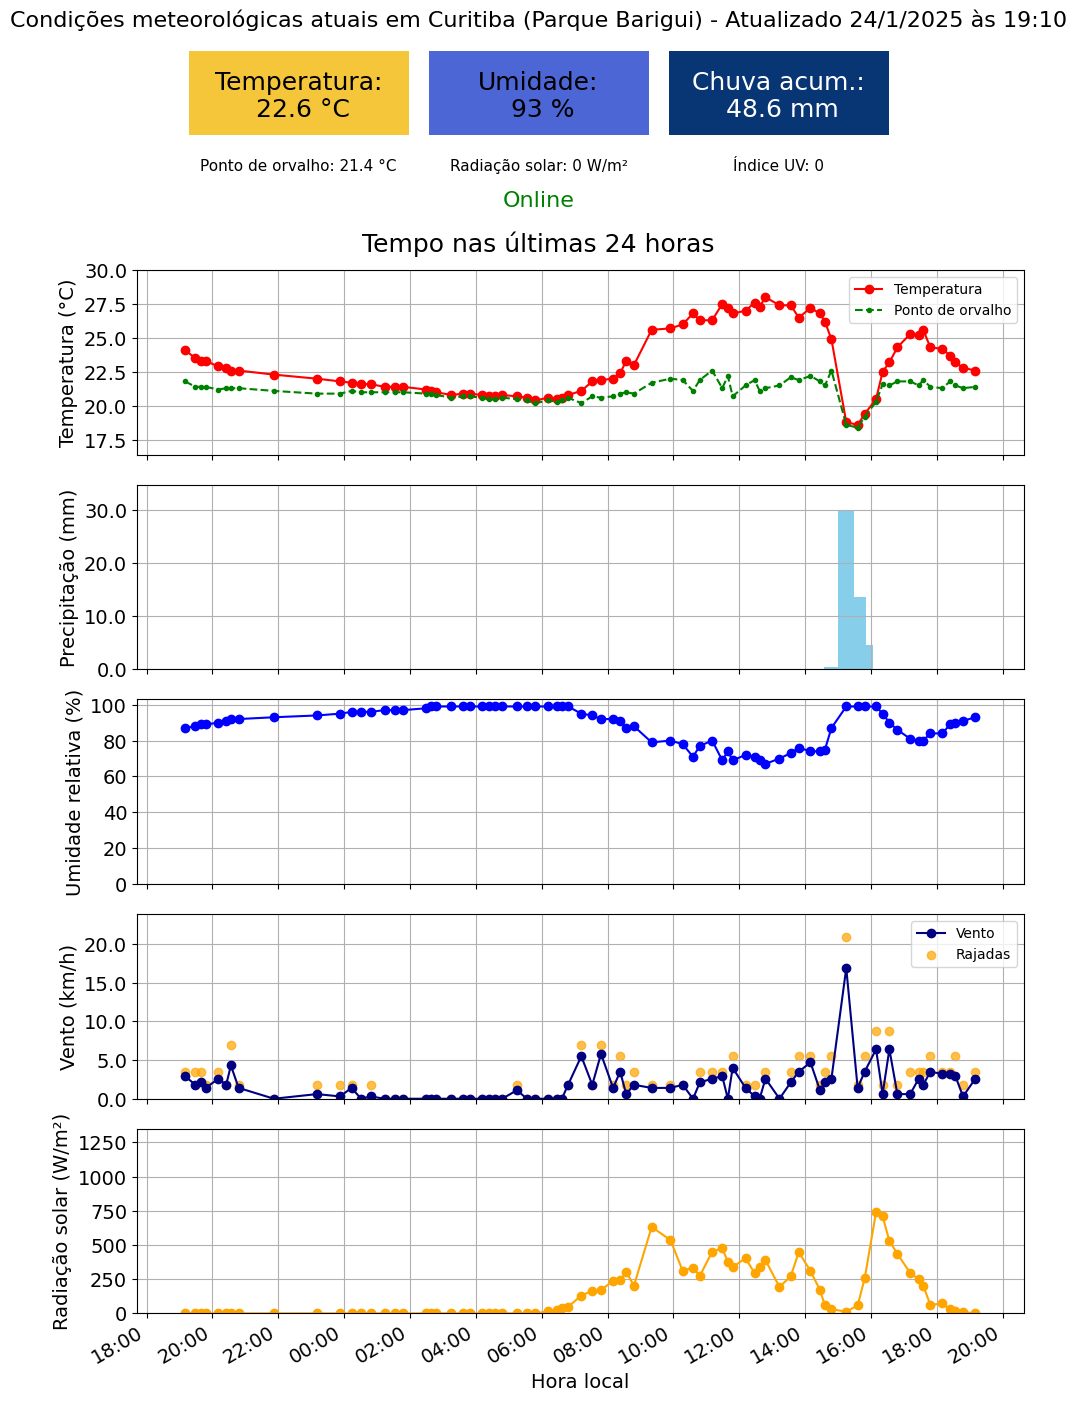 Condições meteorológicas atuais em Curitiba (Parque Barigui) - Atualizado 24/1/2025 às 19:10
Temperatura:
22.6 °C
Umidade:
93 %
Chuva acum.:
48.6 mm
Ponto de orvalho: 21.4 °C
Radiação solar: 0 W/m²
Índice UV: 0
Online
Tempo nas últimas 24 horas
Temperatura (°C)
30.0
27.5
25.0
22.5
20.0
17.5
Temperatura
Ponto de orvalho
Precipitação (mm)
30.0
20.0
10.0
0.0
Umidade relativa (%)
100
80
60
40
20
0
Vento (km/h)
20.0
15.0
10.0
5.0
0.0
Vento
Rajadas
Radiação solar (W/m²)
1250
1000
750
500
250
0
18:00
20:00
22:00
00:00
02:00
04:00
06:00
08:00
10:00
12:00
14:00
16:00
18:00
20:00
Hora local